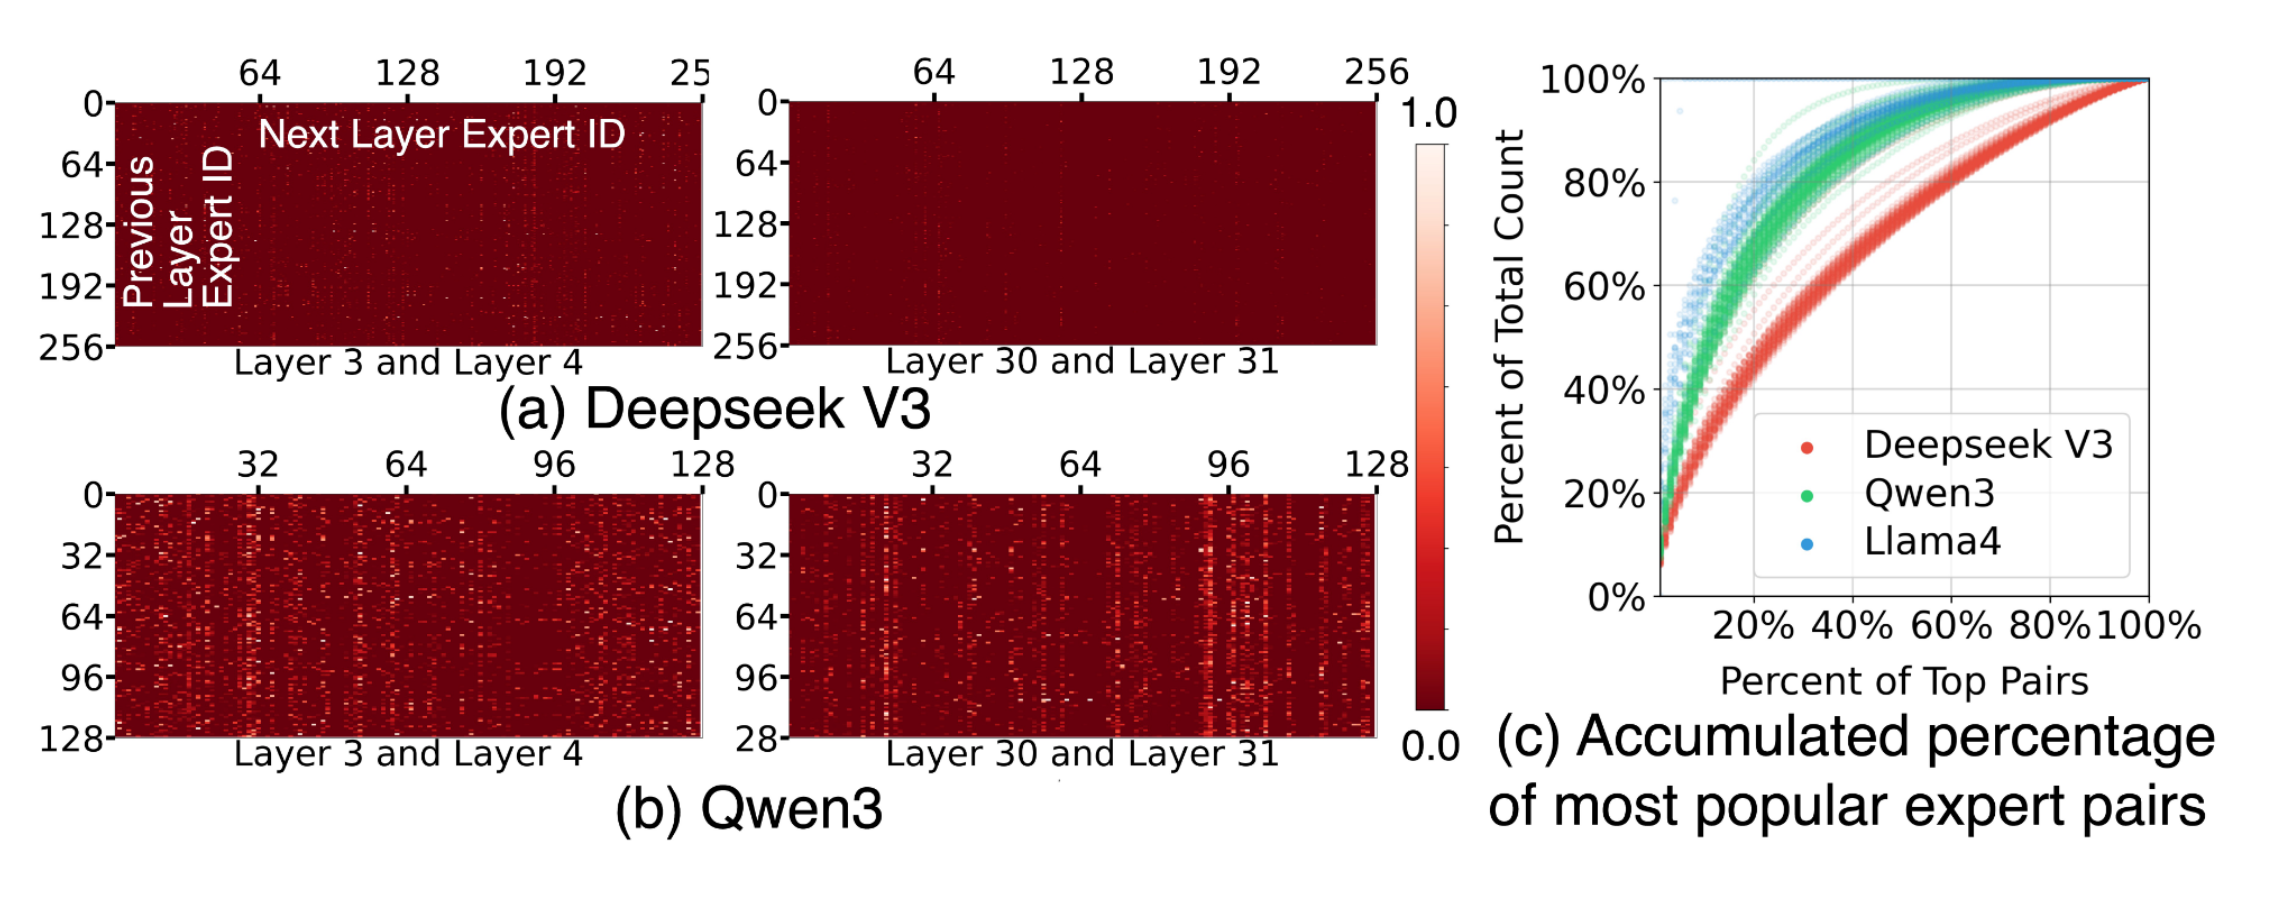 64 128 192 25
0
64
128
192
256
Next Layer Expert ID
Previous
Layer
Expert ID
Layer 3 and Layer 4
64 128 192 256
0
64
128
192
256
Layer 30 and Layer 31
(a) Deepseek V3
32 64 96 128
0
32
64
96
128
Layer 3 and Layer 4
32 64 96 128
0
32
64
96
28
Layer 30 and Layer 31
(b) Qwen3
1.0
0.0
Percent of Total Count
100%
80%
60%
40%
20%
0%
Deepseek V3
Qwen3
Llama4
20% 40% 60% 80% 100%
Percent of Top Pairs
(c) Accumulated percentage
of most popular expert pairs